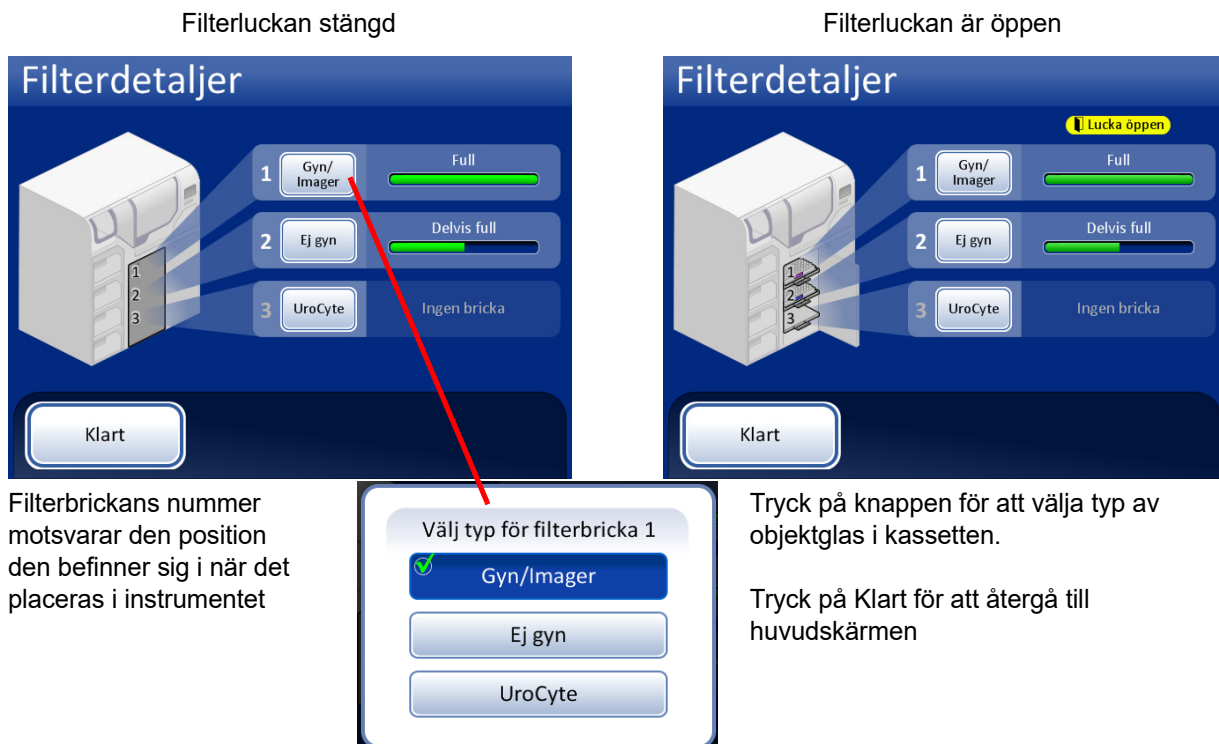 Filterluckan stängd
Filterdetaljer
1
Gyn/
Imager
Full
2
Ej gyn
Delvis full
3
UroCyte
Ingen bricka
1
2
3
Klart
Filterluckan är öppen
Filterdetaljer
Lucka öppen
1
Gyn/
Imager
Full
2
Ej gyn
Delvis full
3
UroCyte
Ingen bricka
1
2
3
Klart
Filterbrickans nummer
motsvarar den position
den befinner sig i när det
placeras i instrumentet
Välj typ för filterbricka 1
Gyn/Imager
Ej gyn
UroCyte
Tryck på knappen för att välja typ av
objektglas i kassetten.
Tryck på Klart för att återgå till
huvudskärmen